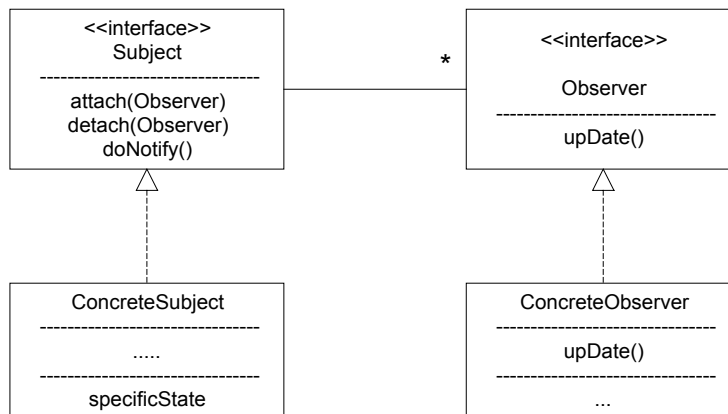 <<interface>>
Subject
attach(Observer)
detach(Observer)
doNotify()
*
<<interface>>
Observer
upDate()
ConcreteSubject
.....
specificState
ConcreteObserver
upDate()
...